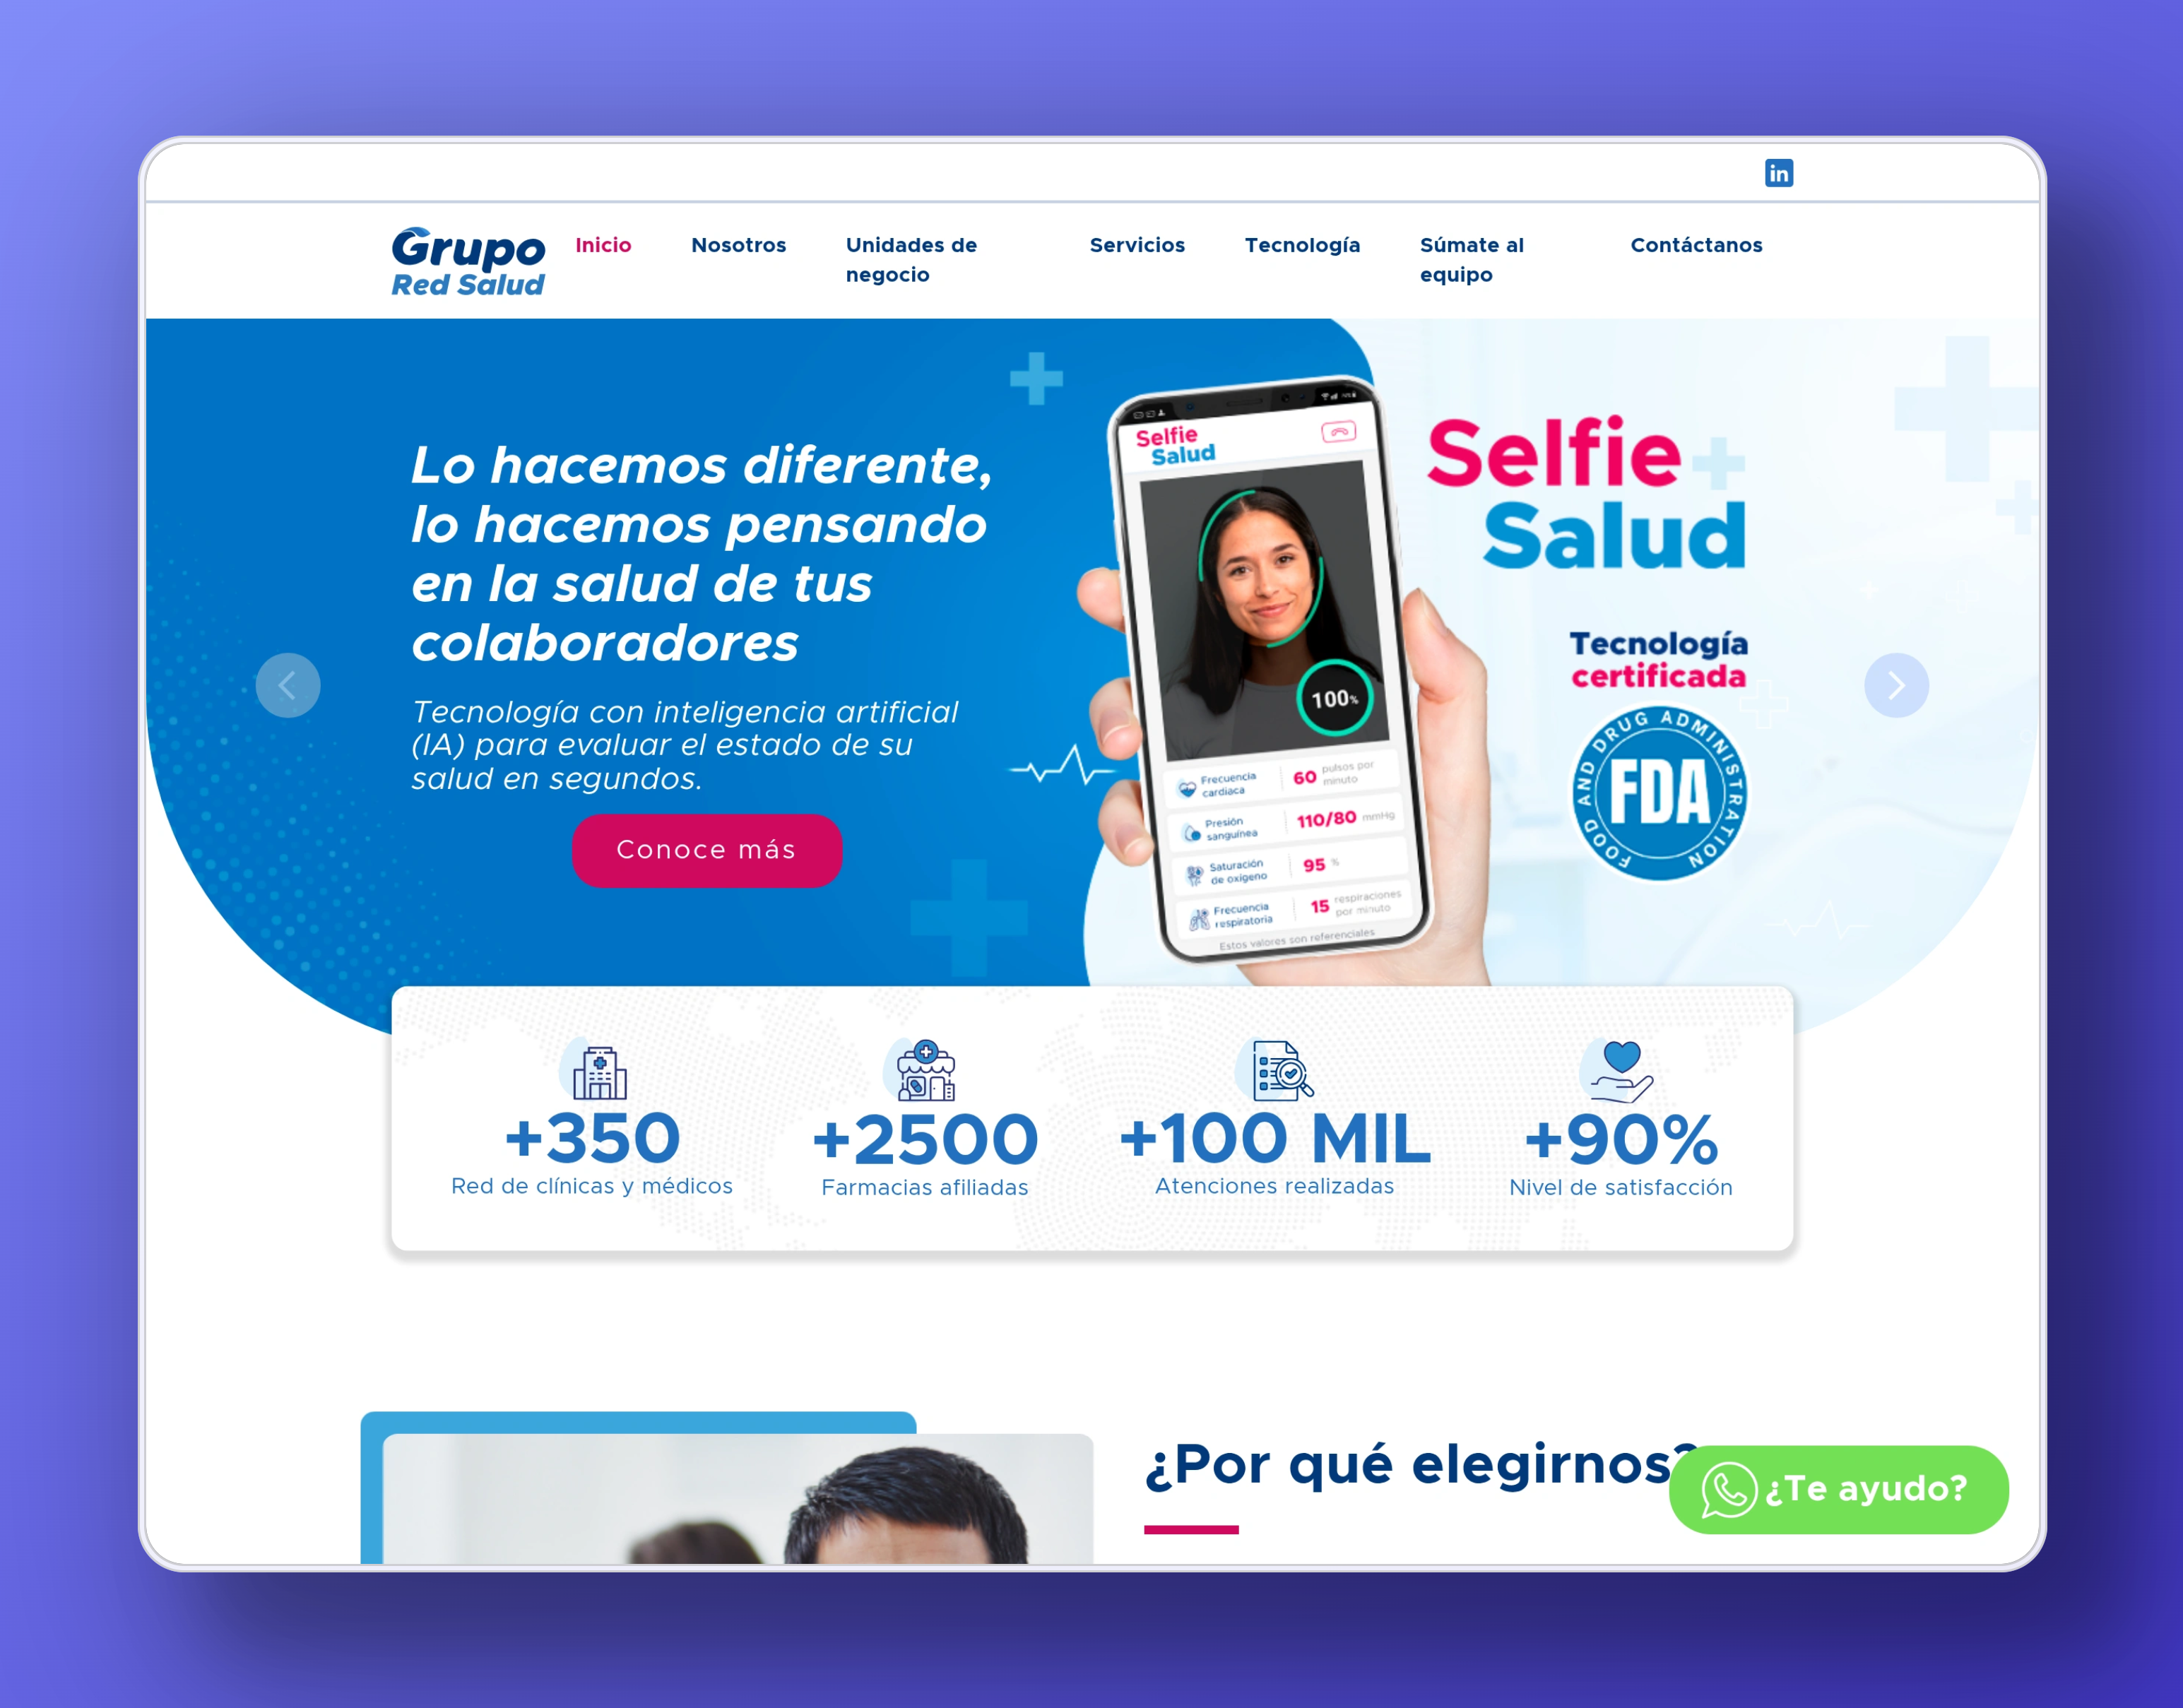 in
Grupo
Red Salud
Inicio
Nosotros
Unidades de
negocio
Servicios
Tecnología
Súmate al
equipo
Contáctanos
Lo hacemos diferente,
lo hacemos pensando
en la salud de tus
colaboradores
Tecnología con inteligencia artificial
(IA) para evaluar el estado de su
salud en segundos.
Conoce más
Selfie
Salud
100%
Frecuencia
cardiaca
60 pulsos por
minuto
Presión
sanguínea
110/80 mmHg
Saturación
de oxígeno
95 %
Frecuencia
respiratoria
15 respiraciones
por minuto
Estos valores son referenciales
Selfie+
Salud
Tecnología
certificada
FOOD AND DRUG ADMINISTRATION
FDA
+350
Red de clínicas y médicos
+2500
Farmacias afiliadas
+100 MIL
Atenciones realizadas
+90%
Nivel de satisfacción
¿Por qué elegirnos?
¿Te ayudo?